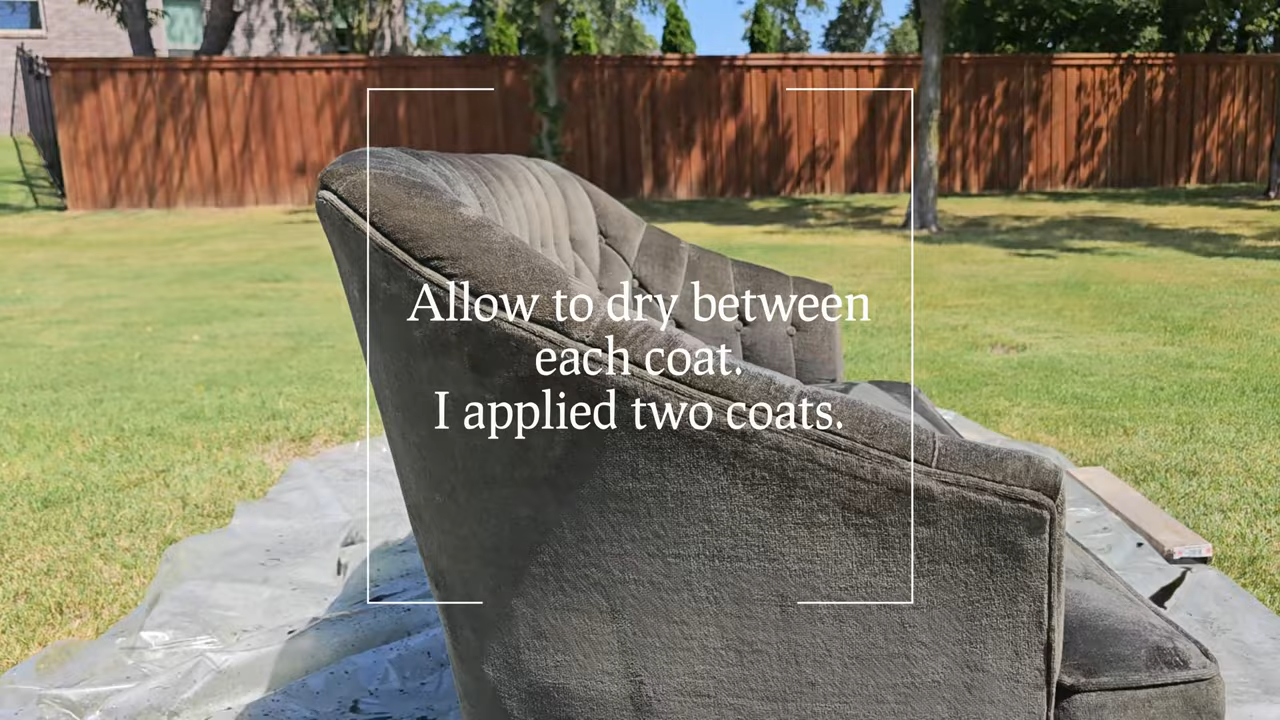 Allow to dry between
each coat.
I applied two coats.